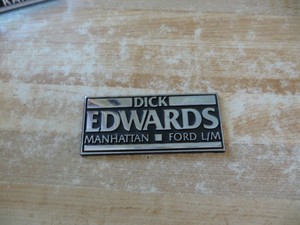 DICK
EDWARDS
MANHATTAN ■ FORD L/M